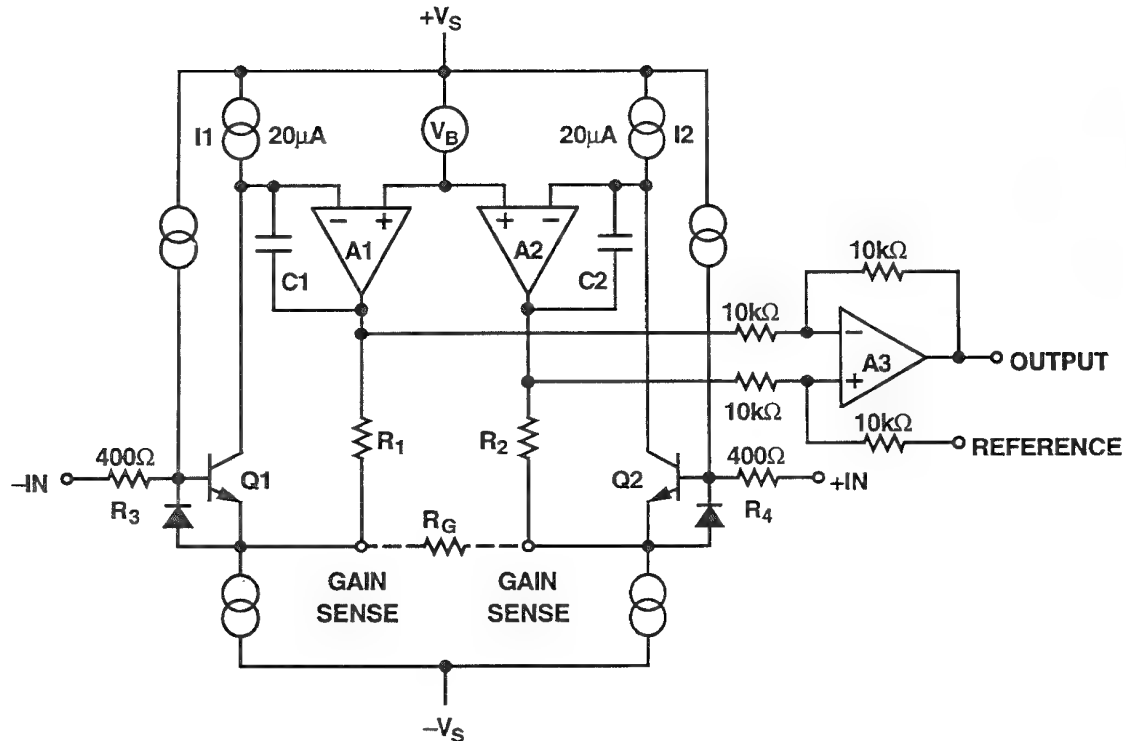 +VS
I1
20µA
VB
20µA
I2
− +
+ −
A1
A2
C1
C2
10kΩ
10kΩ
−
A3
OUTPUT
+
10kΩ
10kΩ
REFERENCE
R1
R2
400Ω
−IN
Q1
Q2
400Ω
+IN
R3
RG
R4
GAIN
SENSE
GAIN
SENSE
−VS